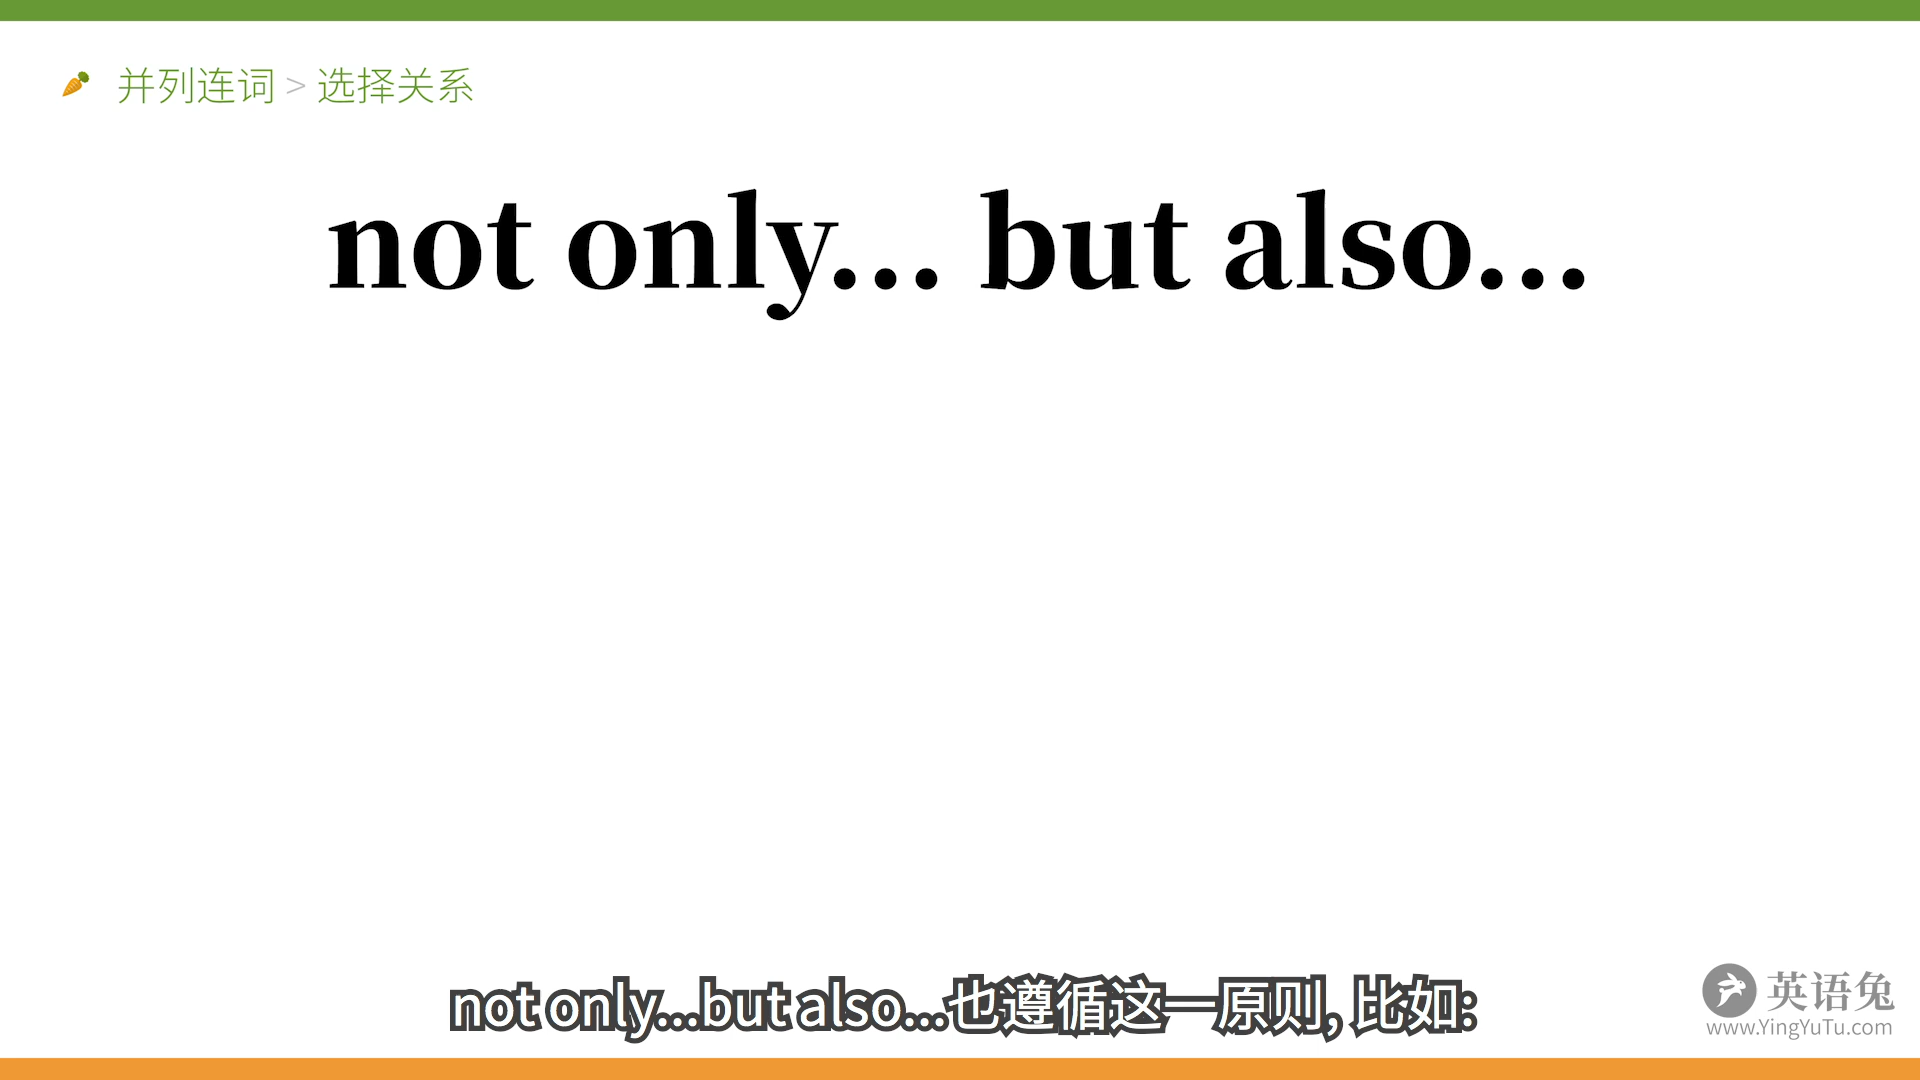 并列连词 > 选择关系
not only... but also...
not only...but also...也遵循这一原则, 比如:
英语兔
www.YingYuTu.com